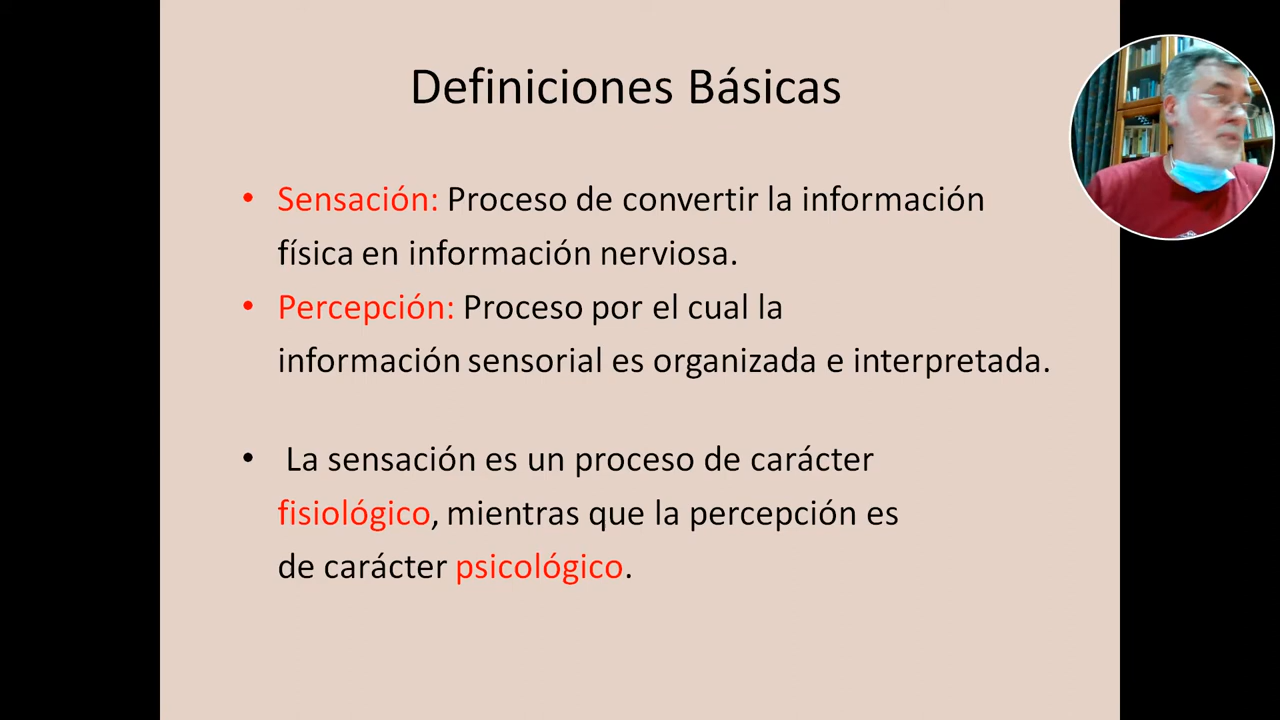 Definiciones Básicas
• Sensación: Proceso de convertir la información
física en información nerviosa.
• Percepción: Proceso por el cual la
información sensorial es organizada e interpretada.
• La sensación es un proceso de carácter
fisiológico, mientras que la percepción es
de carácter psicológico.